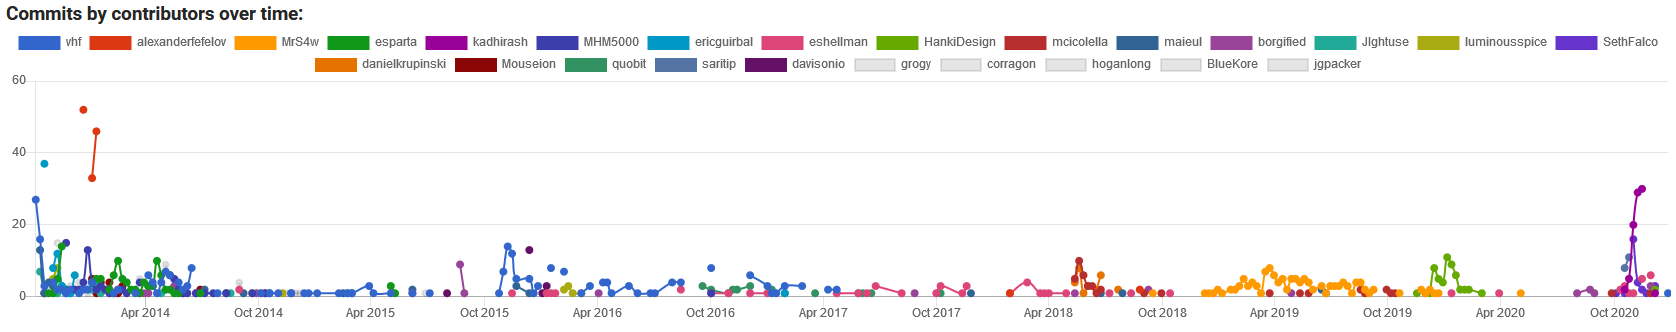 Commits by contributors over time:
vhf alexanderfefelov MrS4w esparta kadhirash MHM5000 ericguirbal eshellman HankiDesign mcicolella maieul borgified JIghtuse luminousspice SethFalco
danielkrupinski Mouseion quobit saritip davisonio grogy corragon hoganlong BlueKore jgpacker
60
40
20
0
Apr 2014 Oct 2014 Apr 2015 Oct 2015 Apr 2016 Oct 2016 Apr 2017 Oct 2017 Apr 2018 Oct 2018 Apr 2019 Oct 2019 Apr 2020 Oct 2020